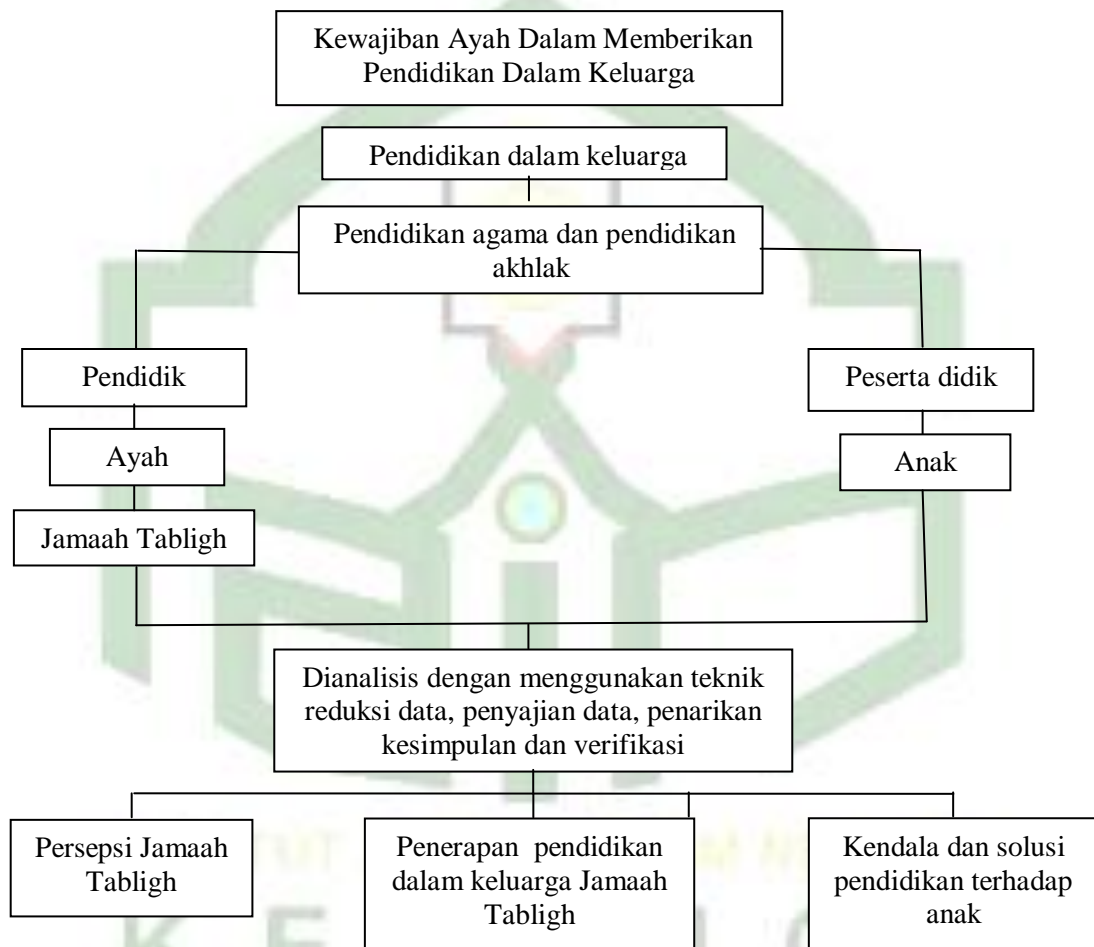 Kewajiban Ayah Dalam Memberikan
Pendidikan Dalam Keluarga
Pendidikan dalam keluarga
Pendidikan agama dan pendidikan
akhlak
Pendidik
Peserta didik
Ayah
Anak
Jamaah Tabligh
Dianalisis dengan menggunakan teknik
reduksi data, penyajian data, penarikan
kesimpulan dan verifikasi
Persepsi Jamaah
Tabligh
Penerapan pendidikan
dalam keluarga Jamaah
Tabligh
Kendala dan solusi
pendidikan terhadap
anak